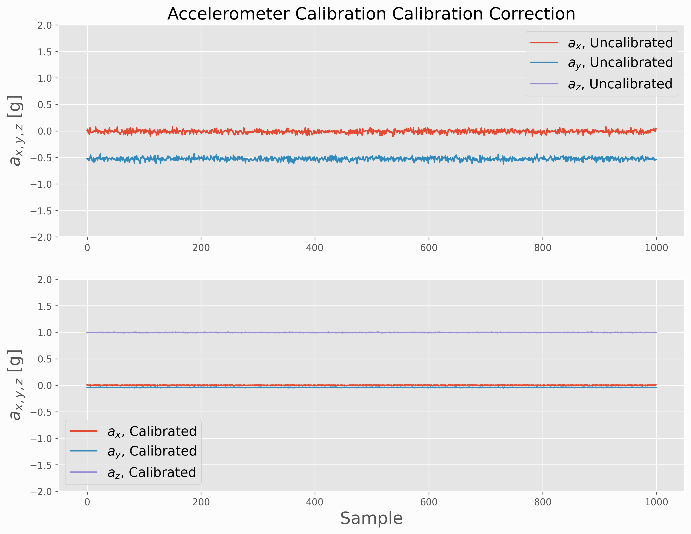 Accelerometer Calibration Calibration Correction
2.0
1.5
1.0
0.5
0.0
−0.5
−1.0
−1.5
−2.0
a_{x,y,z} [g]
a_x, Uncalibrated
a_y, Uncalibrated
a_z, Uncalibrated
0 200 400 600 800 1000
2.0
1.5
1.0
0.5
0.0
−0.5
−1.0
−1.5
−2.0
a_{x,y,z} [g]
a_x, Calibrated
a_y, Calibrated
a_z, Calibrated
0 200 400 600 800 1000
Sample